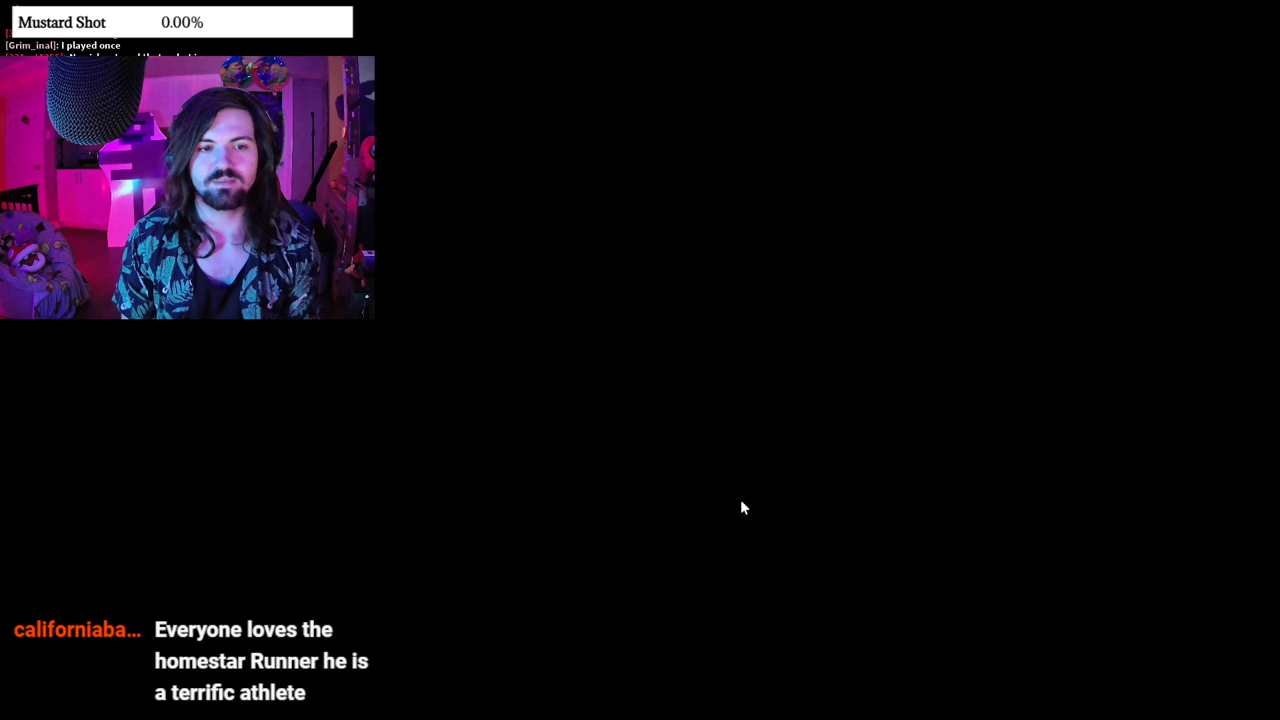 Mustard Shot 0.00%
[Grim_inal]: I played once
californiaba... Everyone loves the
homestar Runner he is
a terrific athlete